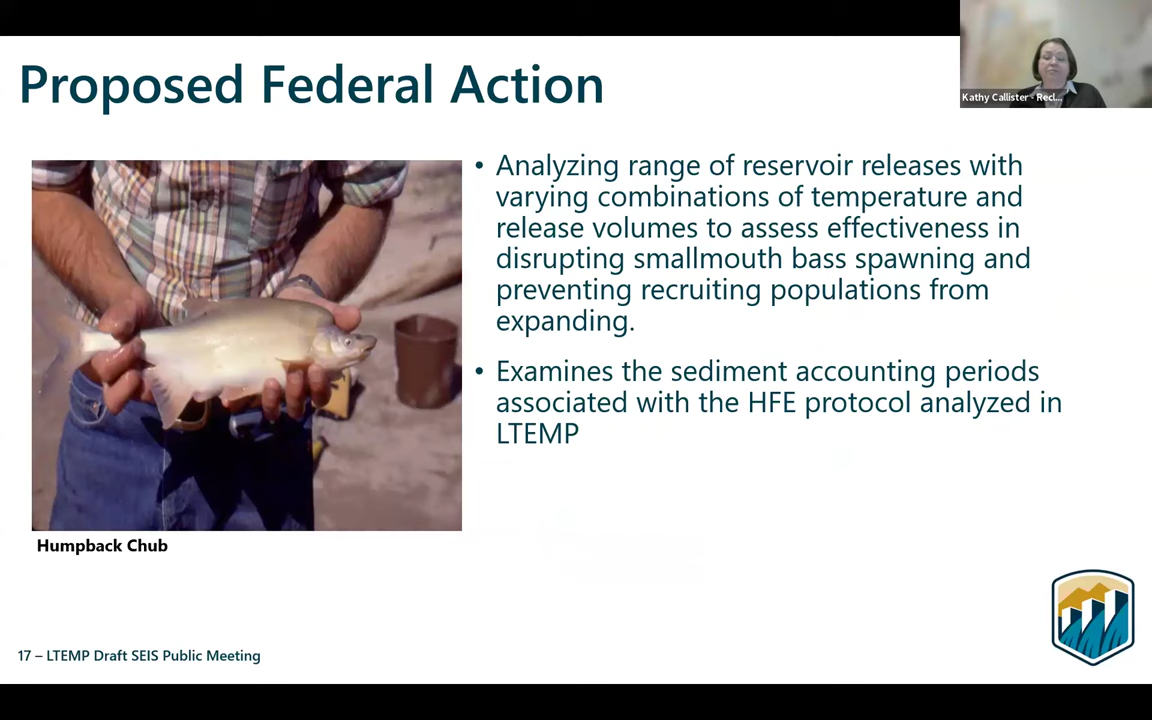 Proposed Federal Action
Kathy Callister - Recl...
• Analyzing range of reservoir releases with
varying combinations of temperature and
release volumes to assess effectiveness in
disrupting smallmouth bass spawning and
preventing recruiting populations from
expanding.
• Examines the sediment accounting periods
associated with the HFE protocol analyzed in
LTEMP
Humpback Chub
17 – LTEMP Draft SEIS Public Meeting